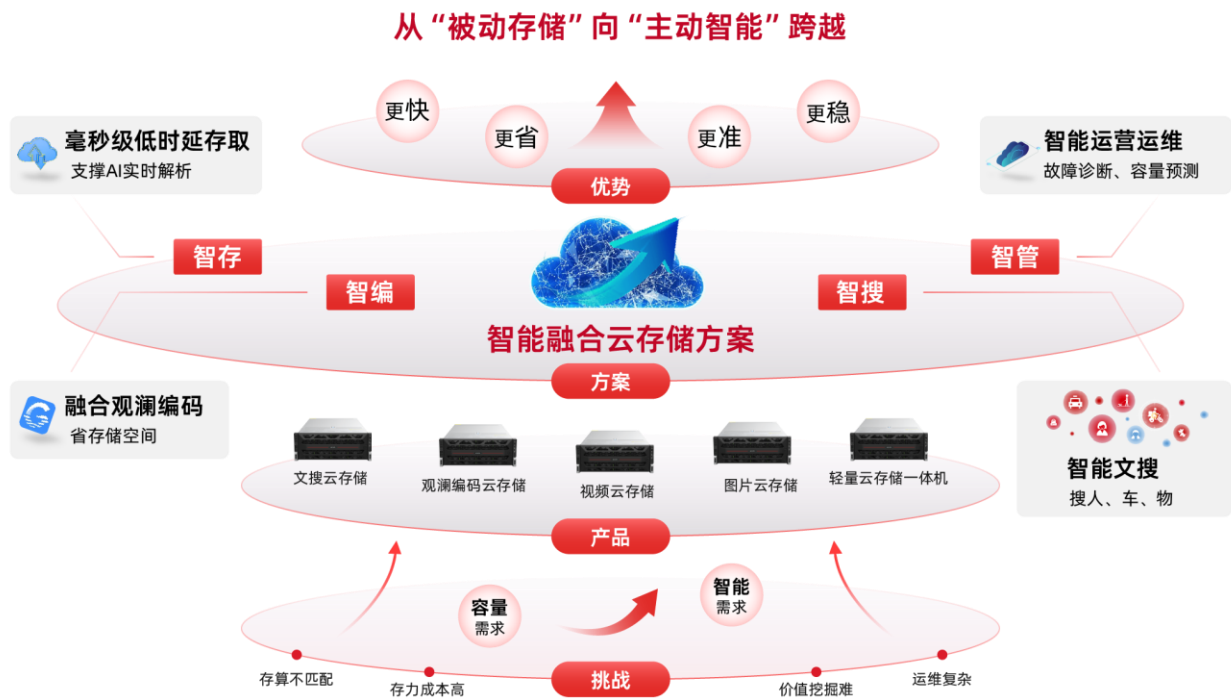 从 “被动存储” 向 “主动智能” 跨越
更快
更省
更准
更稳
优势
毫秒级低时延存取
支撑AI实时解析
智能运营运维
故障诊断、容量预测
智存
智编
智搜
智管
智能融合云存储方案
方案
融合观澜编码
省存储空间
智能文搜
搜人、车、物
文搜云存储
观澜编码云存储
视频云存储
图片云存储
轻量云存储一体机
产品
容量
需求
智能
需求
存算不匹配
存力成本高
挑战
价值挖掘难
运维复杂